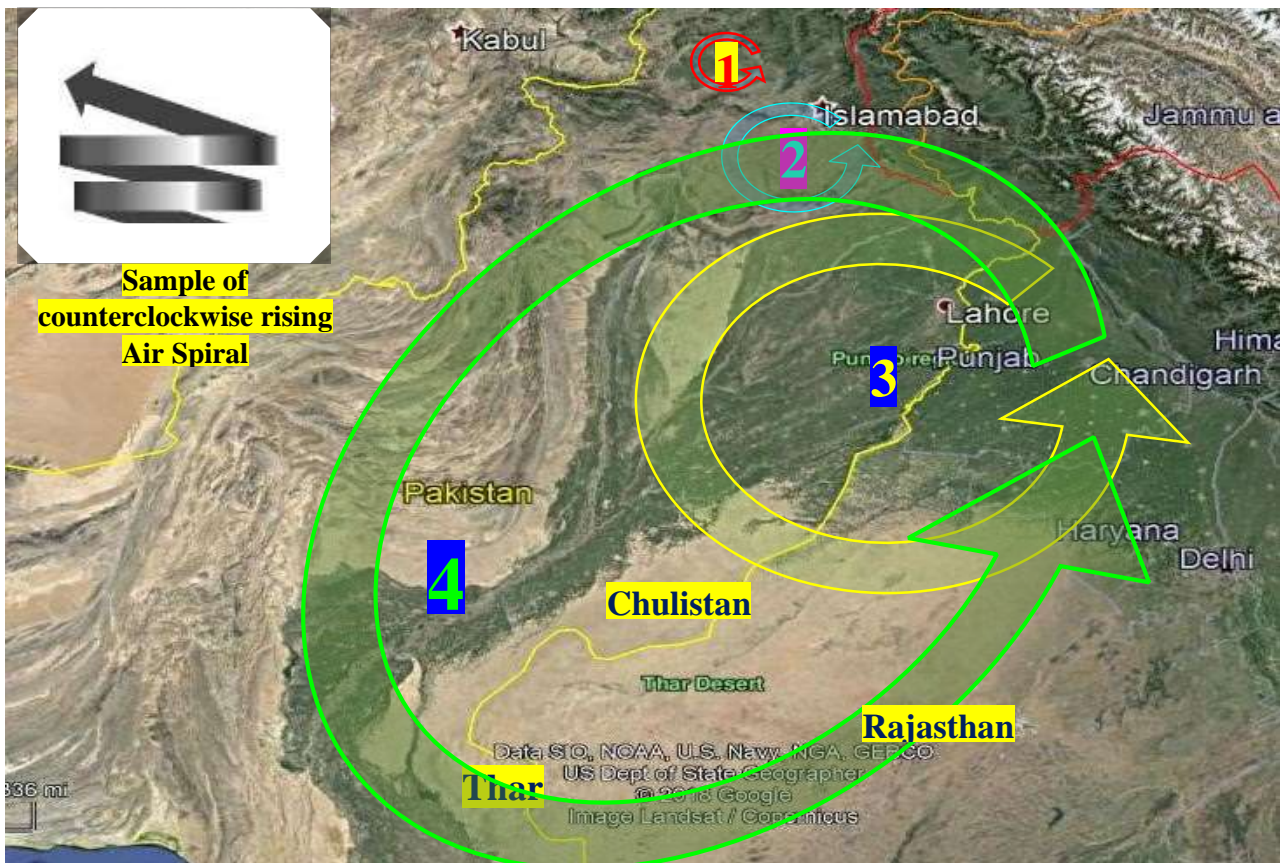 Kabul
1
Islamabad
Jammu a
2
Sample of
counterclockwise rising
Air Spiral
Lahore
Punjab
Hima
Chandigarh
3
Pakistan
4
Haryana
Delhi
Chulistan
Thar Desert
Rajasthan
Data SIO, NOAA, U.S. Navy, NGA, GEBCO
US Dept of State Geographer
© 2018 Google
Image Landsat / Copernicus
Thar
336 mi